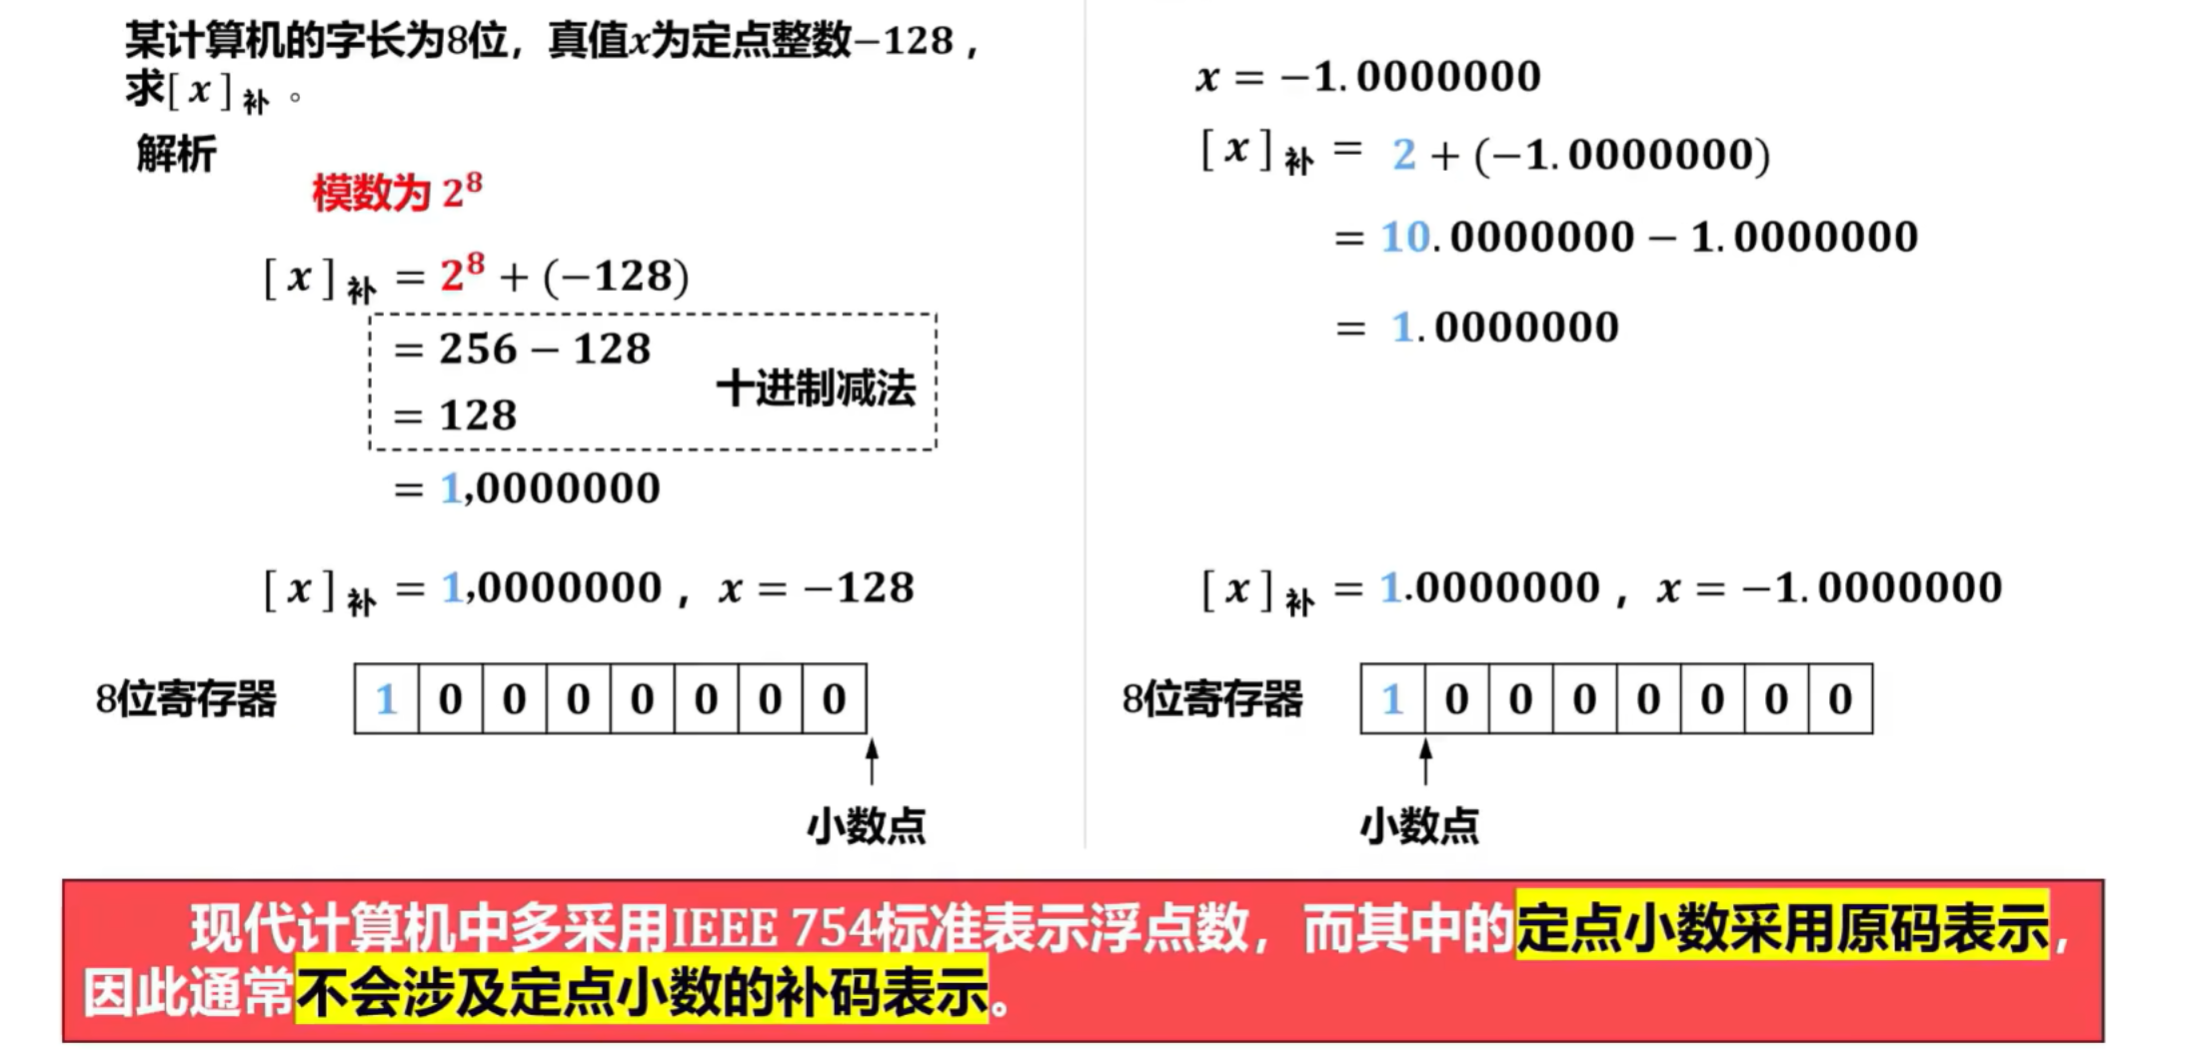 某计算机的字长为8位，真值x为定点整数−128，
求[x]补。
解析
模数为 2⁸
[x]补 = 2⁸ + (−128)
= 256 − 128
十进制减法
= 128
= 1,0000000
[x]补 = 1,0000000， x = −128
8位寄存器 1 0 0 0 0 0 0 0
小数点
x = −1.0000000
[x]补 = 2 + (−1.0000000)
= 10.0000000 − 1.0000000
= 1.0000000
[x]补 = 1.0000000， x = −1.0000000
8位寄存器 1 0 0 0 0 0 0 0
小数点
现代计算机中多采用IEEE 754标准表示浮点数，而其中的定点小数采用原码表示，
因此通常不会涉及定点小数的补码表示。